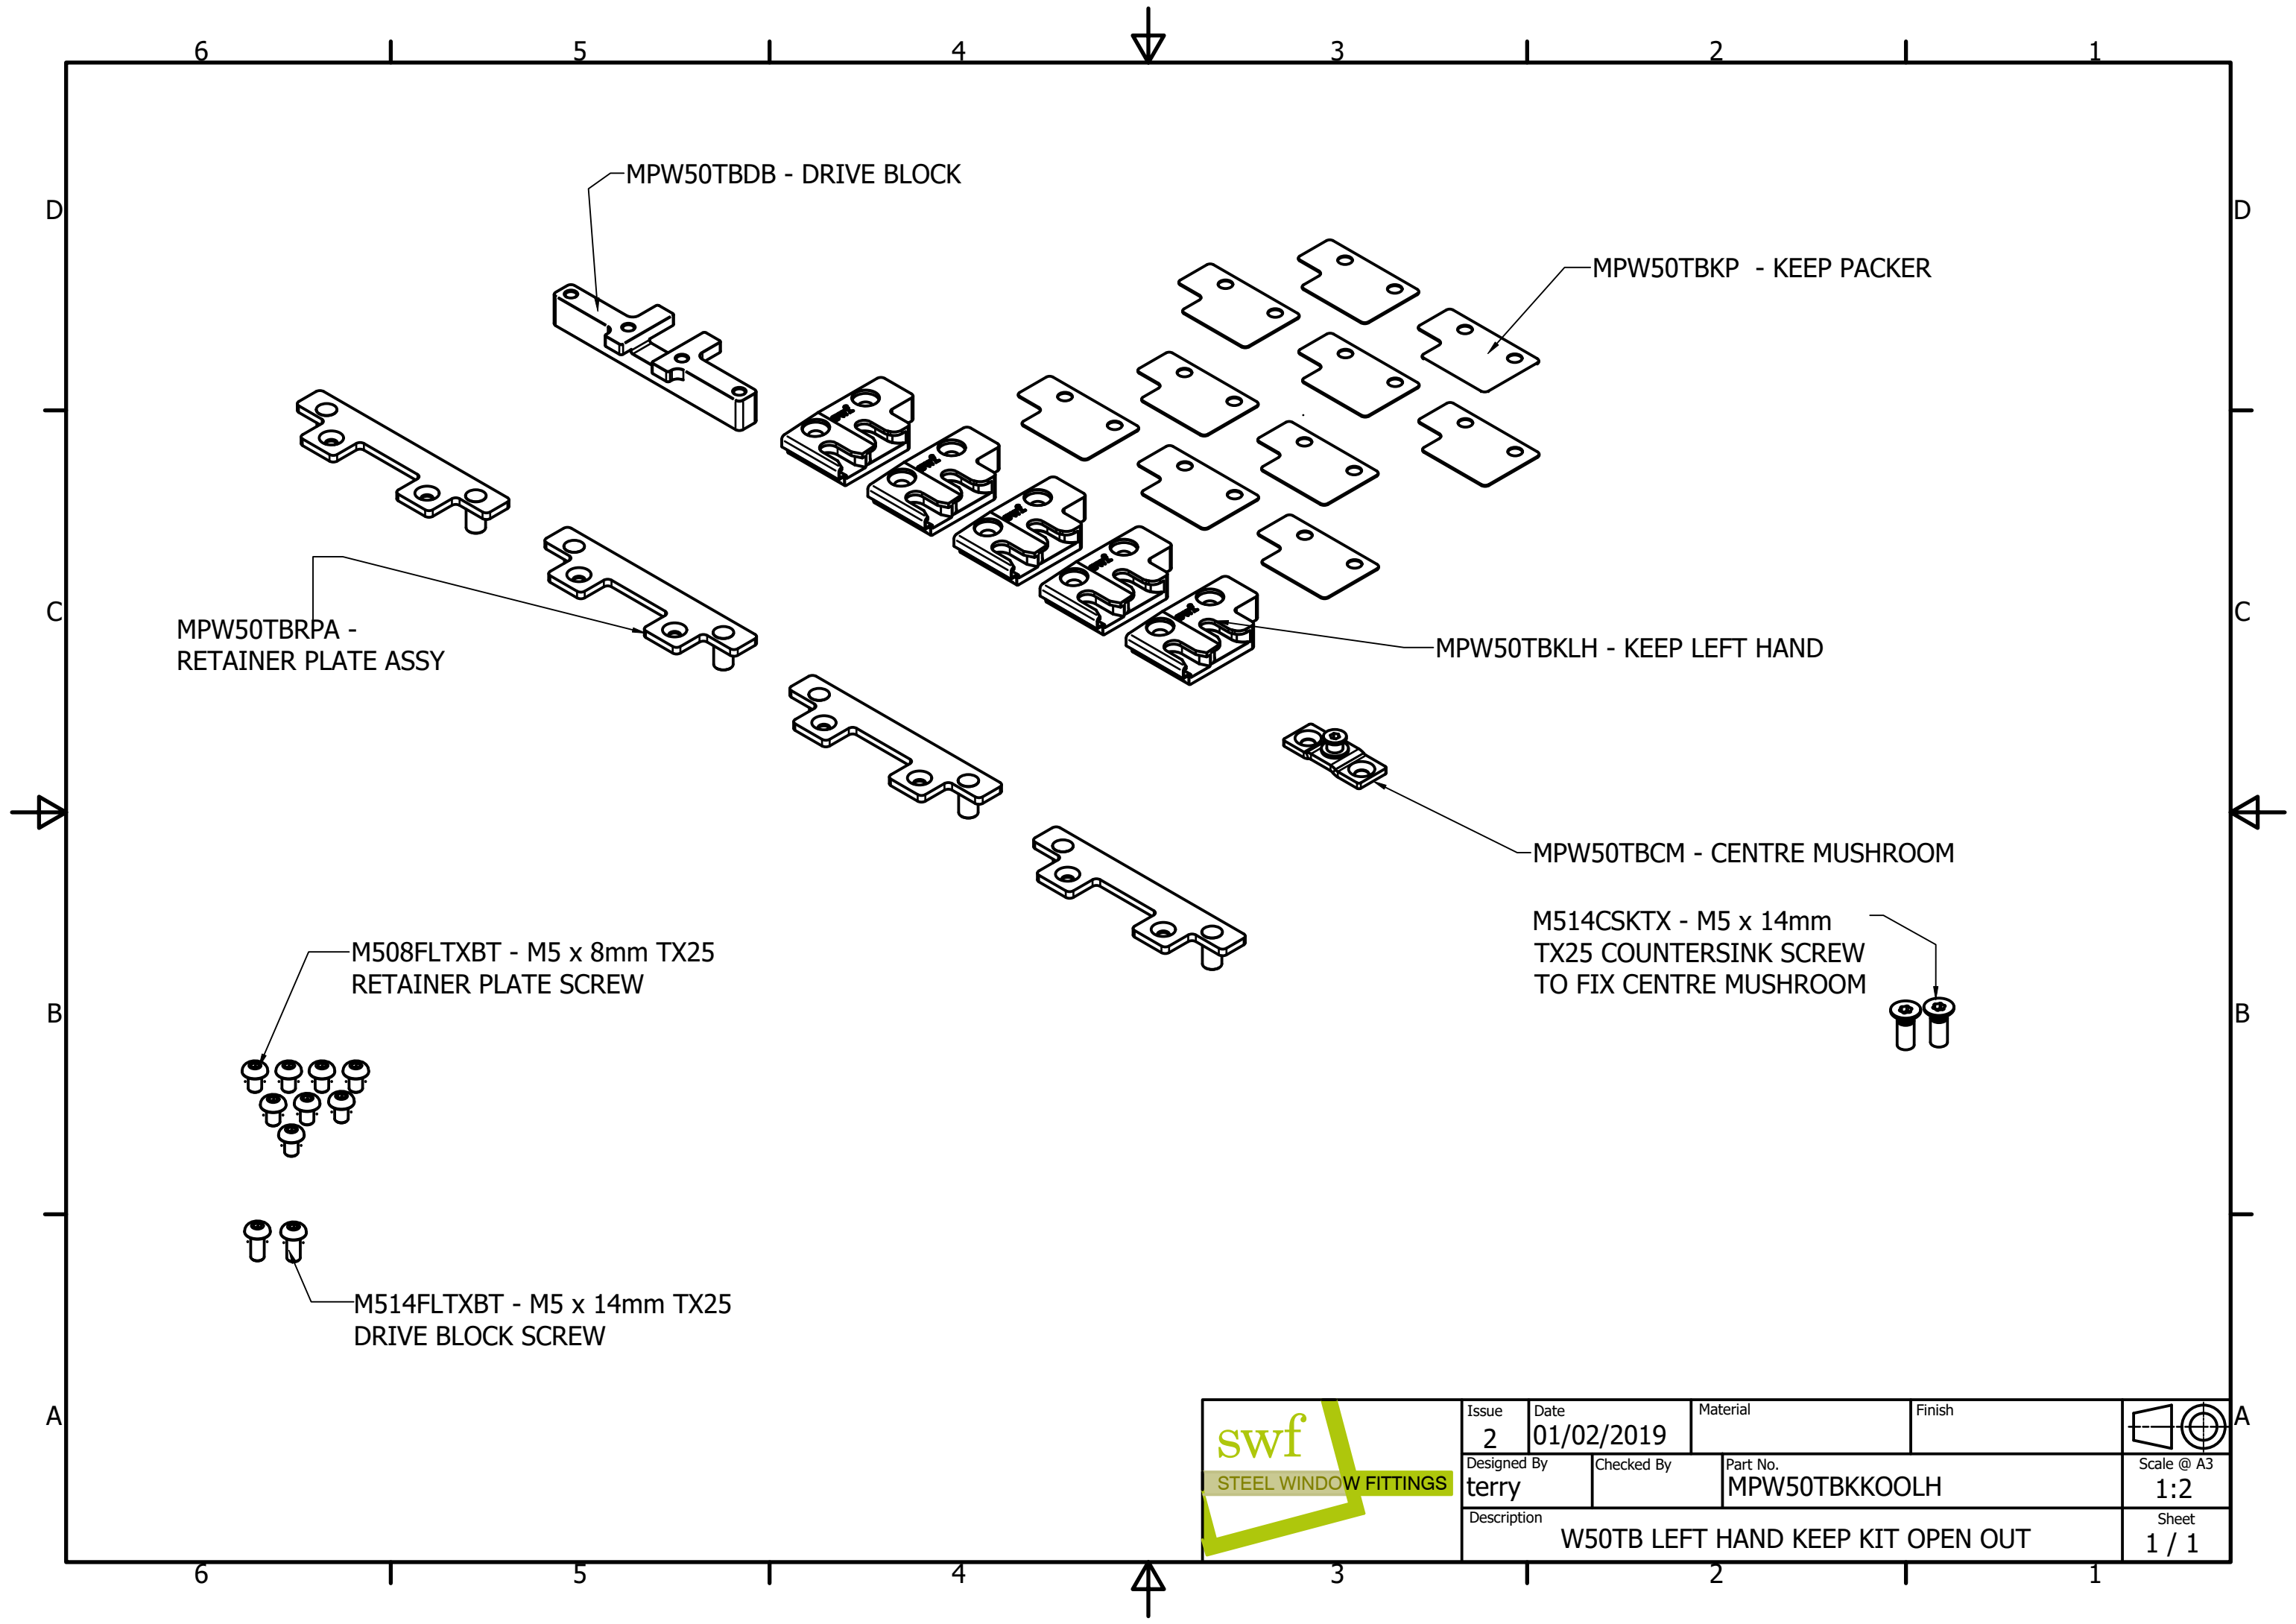 6 5 4 3 2 1
D
D
MPW50TBDB - DRIVE BLOCK
MPW50TBKP - KEEP PACKER
C
C
MPW50TBRPA -
RETAINER PLATE ASSY
MPW50TBKLH - KEEP LEFT HAND
MPW50TBCM - CENTRE MUSHROOM
M514CSKTX - M5 x 14mm
TX25 COUNTERSINK SCREW
TO FIX CENTRE MUSHROOM
M508FLTXBT - M5 x 8mm TX25
RETAINER PLATE SCREW
B
B
M514FLTXBT - M5 x 14mm TX25
DRIVE BLOCK SCREW
A
A
swf
STEEL WINDOW FITTINGS
Issue
2
Date
01/02/2019
Material
Finish
Designed By
terry
Checked By
Part No.
MPW50TBKKOOLH
Scale @ A3
1:2
Description
W50TB LEFT HAND KEEP KIT OPEN OUT
Sheet
1 / 1
6 5 4 3 2 1